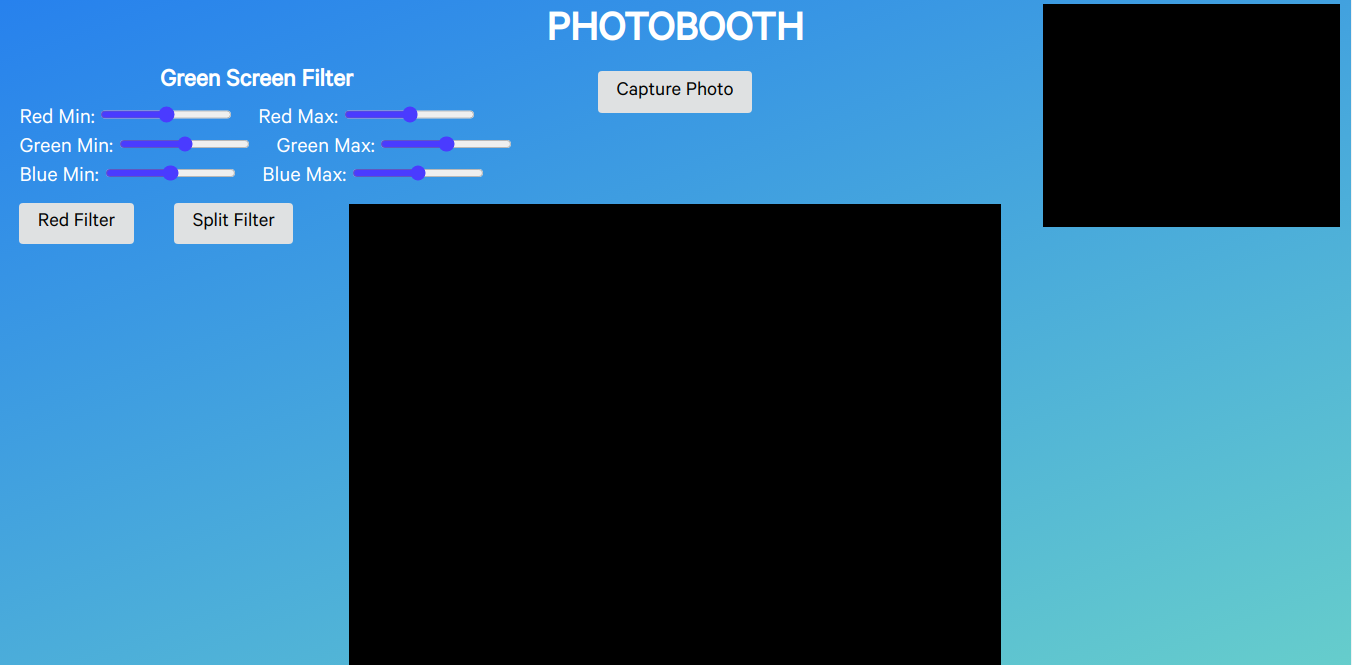 PHOTOBOOTH
Green Screen Filter
Capture Photo
Red Min: Red Max:
Green Min: Green Max:
Blue Min: Blue Max:
Red Filter Split Filter